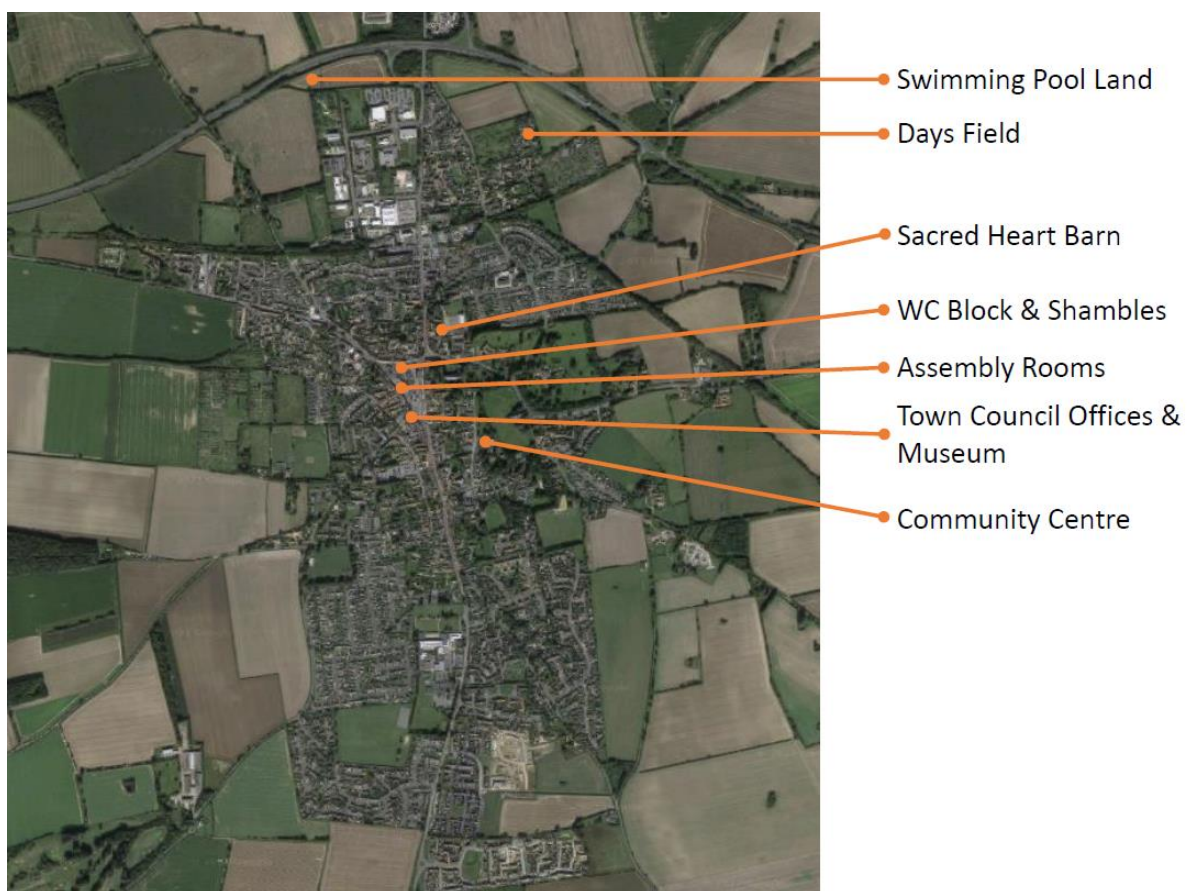 Swimming Pool Land
Days Field
Sacred Heart Barn
WC Block & Shambles
Assembly Rooms
Town Council Offices &
Museum
Community Centre